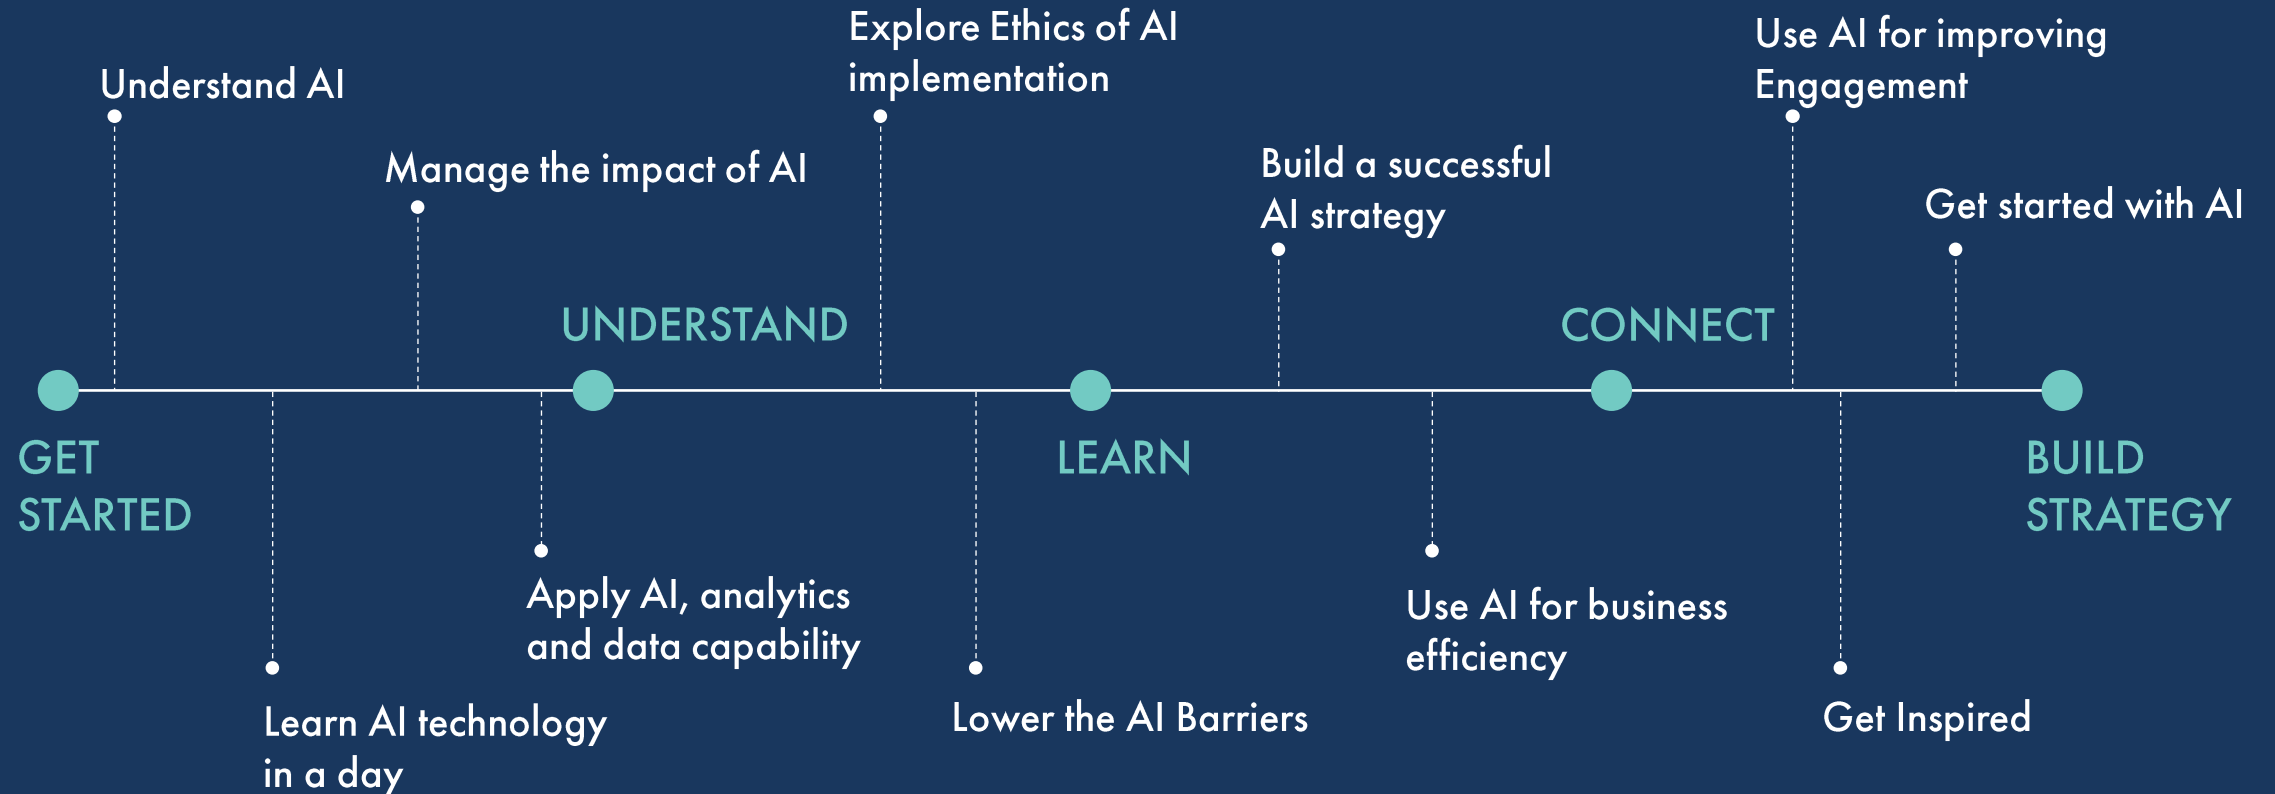 Understand AI
Manage the impact of AI
Explore Ethics of AI
implementation
Build a successful
AI strategy
Use AI for improving
Engagement
Get started with AI
UNDERSTAND
CONNECT
GET
STARTED
LEARN
BUILD
STRATEGY
Learn AI technology
in a day
Apply AI, analytics
and data capability
Lower the AI Barriers
Use AI for business
efficiency
Get Inspired